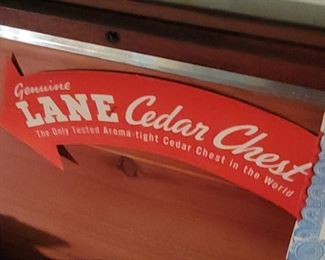 Genuine
LANE Cedar Chest
The Only Tested Aroma-tight Cedar Chest in the World